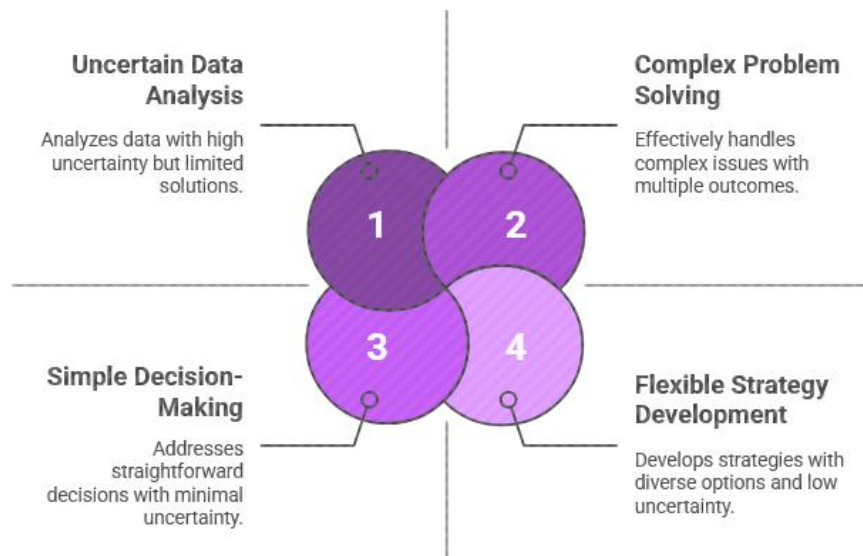 Uncertain Data
Analysis
Analyzes data with high
uncertainty but limited
solutions.
Complex Problem
Solving
Effectively handles
complex issues with
multiple outcomes.
1
2
3
4
Simple Decision-
Making
Addresses
straightforward
decisions with minimal
uncertainty.
Flexible Strategy
Development
Develops strategies with
diverse options and low
uncertainty.